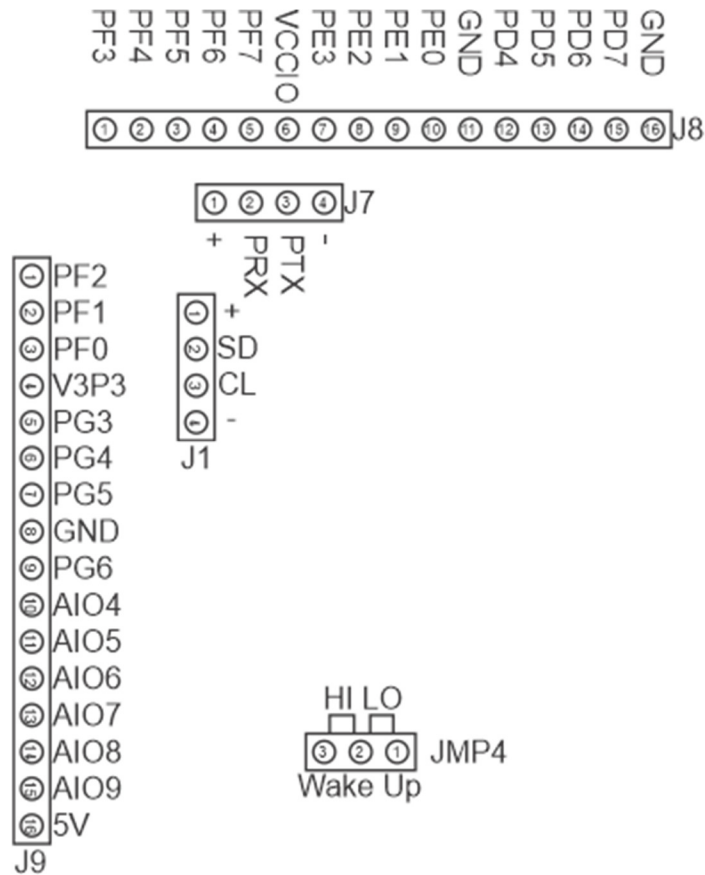 PF3 PF4 PF5 PF6 PF7 VCCIO PE3 PE2 PE1 PE0 GND PD4 PD5 PD6 PD7 GND
1 2 3 4 5 6 7 8 9 10 11 12 13 14 15 16 J8
1 2 3 4 J7
+ PRX PTX -
1 PF2
2 PF1
3 PF0
4 V3P3
5 PG3
6 PG4
7 PG5
8 GND
9 PG6
10 AIO4
11 AIO5
12 AIO6
13 AIO7
14 AIO8
15 AIO9
16 5V
J9
1 +
2 SD
3 CL
4 -
J1
HI LO
3 2 1 JMP4
Wake Up